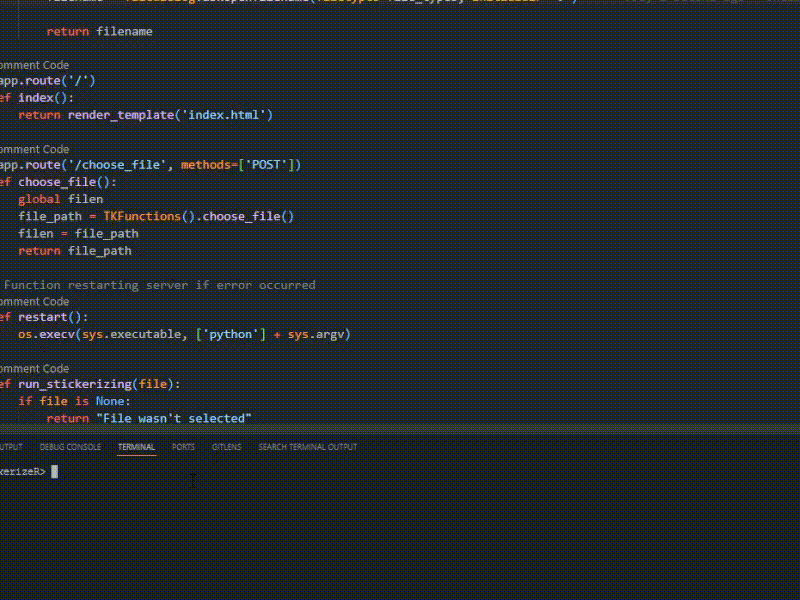 return filename
omment Code
app.route('/')
ef index():
return render_template('index.html')
omment Code
app.route('/choose_file', methods=['POST'])
ef choose_file():
global filen
file_path = TKFunctions().choose_file()
filen = file_path
return file_path
Function restarting server if error occurred
omment Code
ef restart():
os.execv(sys.executable, ['python'] + sys.argv)
omment Code
ef run_stickerizing(file):
if file is None:
return "File wasn't selected"
UTPUT DEBUG CONSOLE TERMINAL PORTS GITLENS SEARCH TERMINAL OUTPUT
kerizeR>